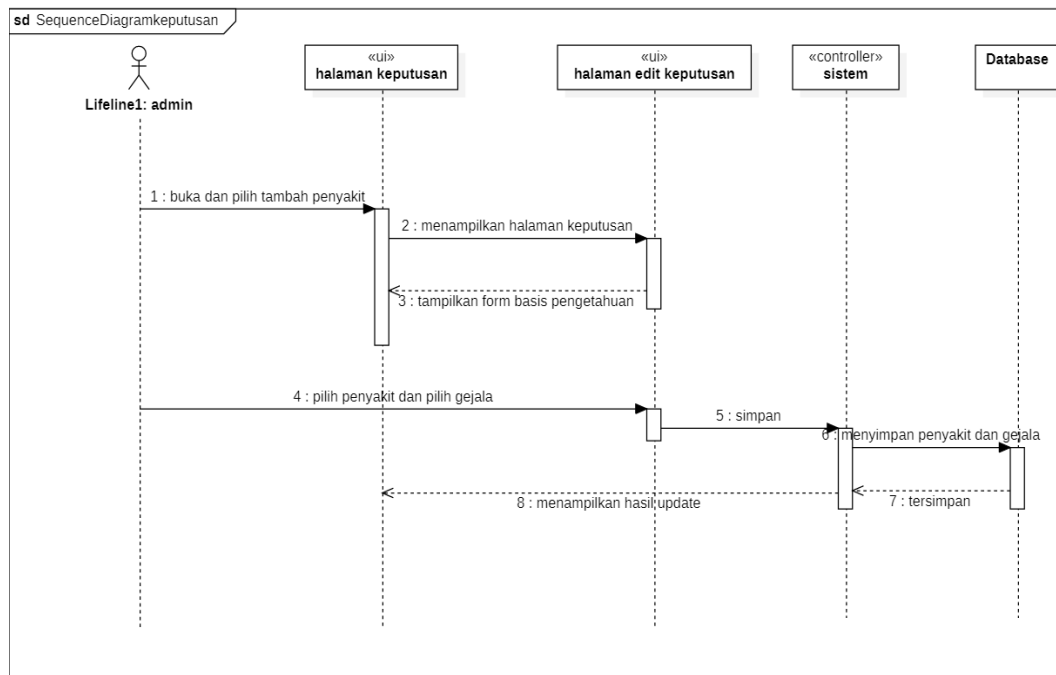 sd SequenceDiagramkeputusan
«ui»
halaman keputusan
«ui»
halaman edit keputusan
«controller»
sistem
Database
Lifeline1: admin
1 : buka dan pilih tambah penyakit
2 : menampilkan halaman keputusan
3 : tampilkan form basis pengetahuan
4 : pilih penyakit dan pilih gejala
5 : simpan
6 : menyimpan penyakit dan gejala
7 : tersimpan
8 : menampilkan hasil update